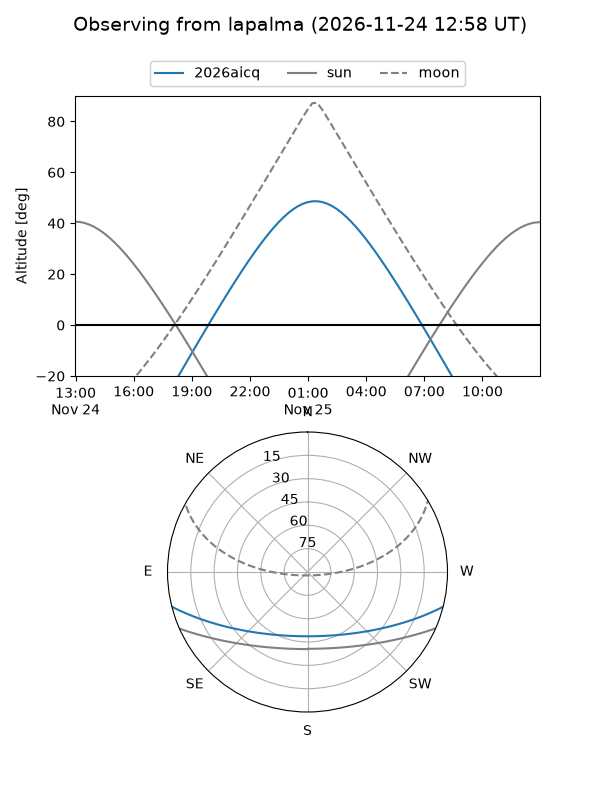 Observing from lapalma (2026-11-24 12:58 UT)
2026aicq sun moon
Altitude [deg]
80
60
40
20
0
−20
13:00 16:00 19:00 22:00 01:00 04:00 07:00 10:00
Nov 24 Nov 25
N
NE NW
15
30
45
60
75
E W
SE SW
S